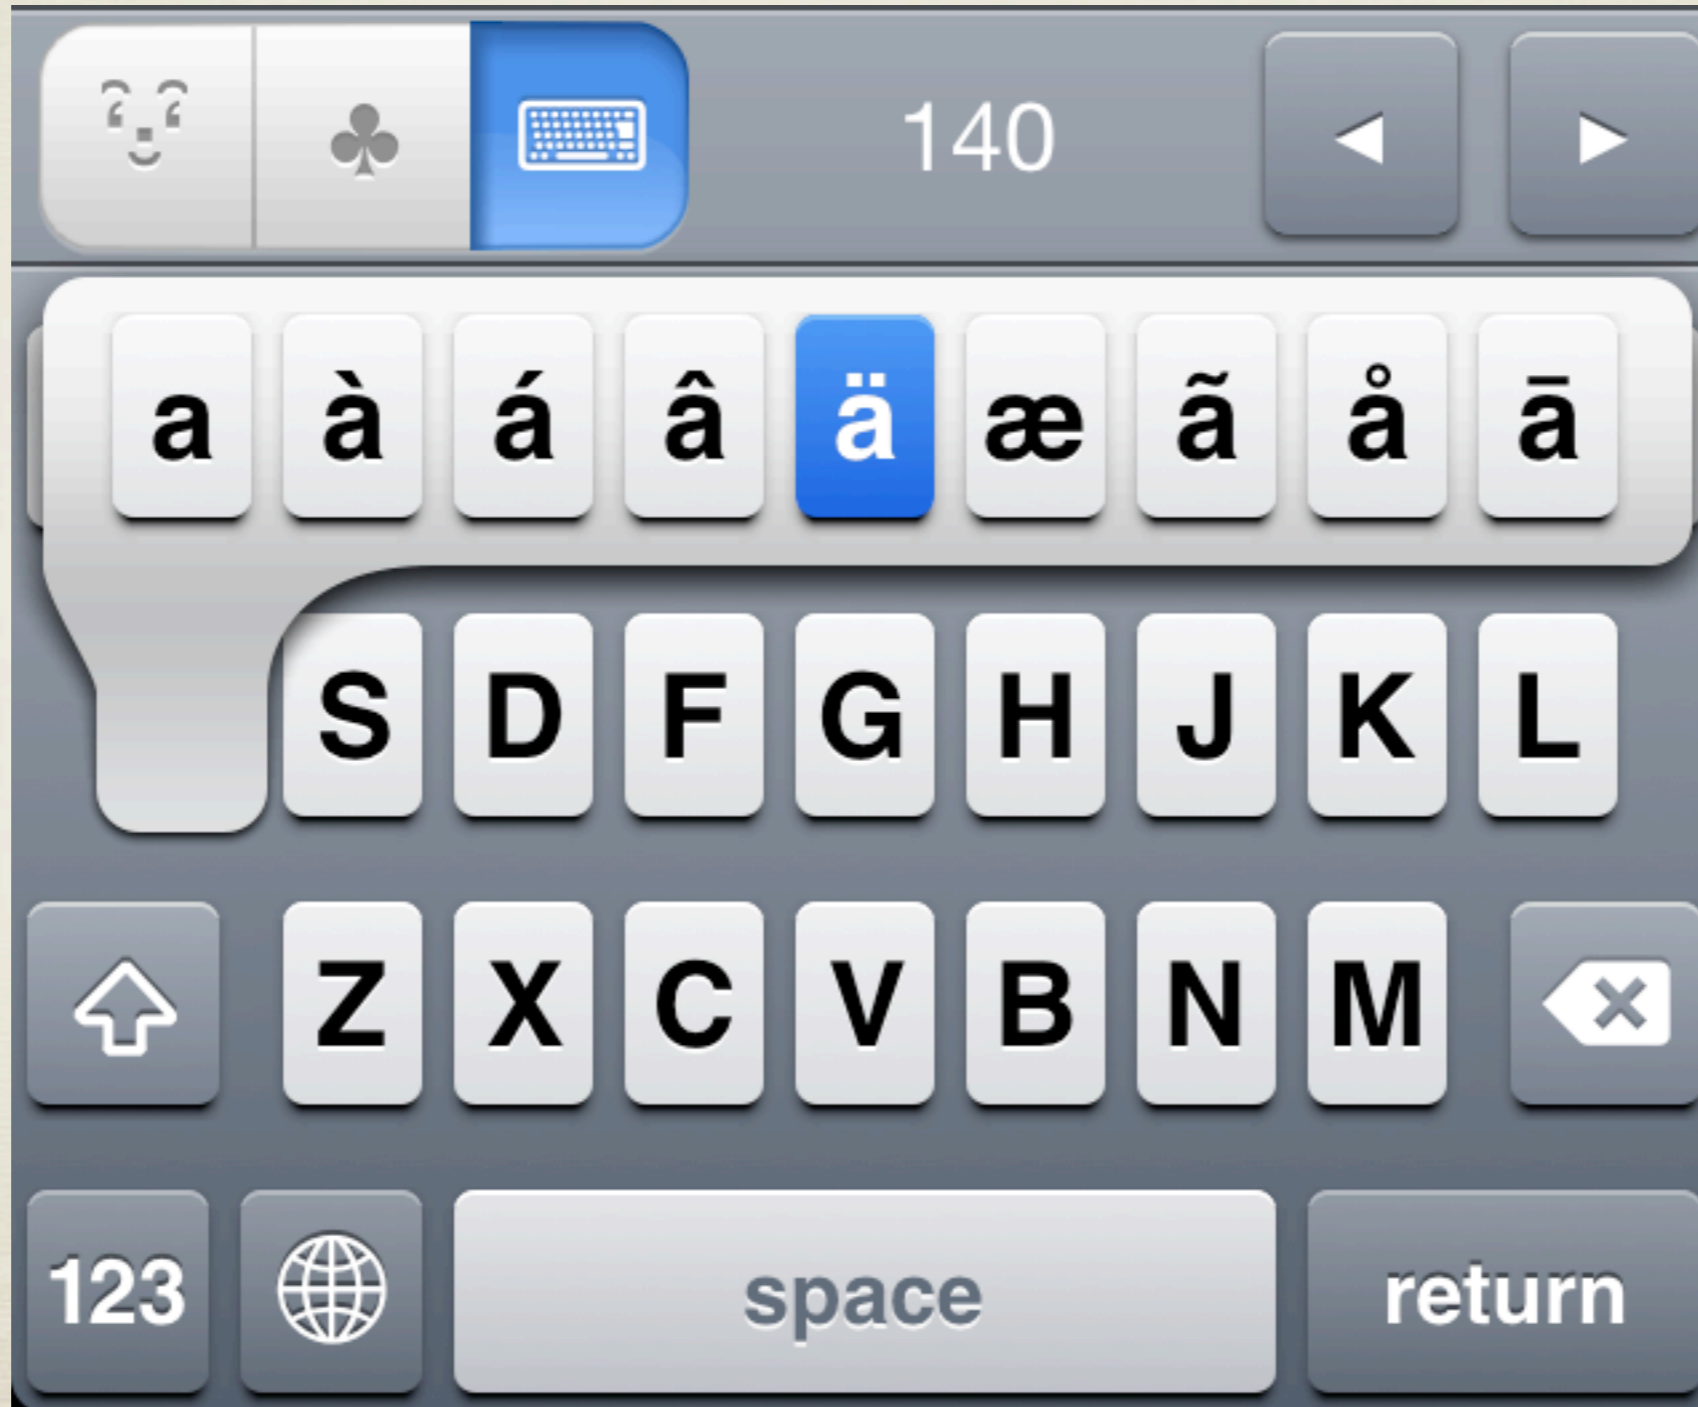 140
a à á â ä æ ã å ā
S D F G H J K L
Z X C V B N M
123 space return